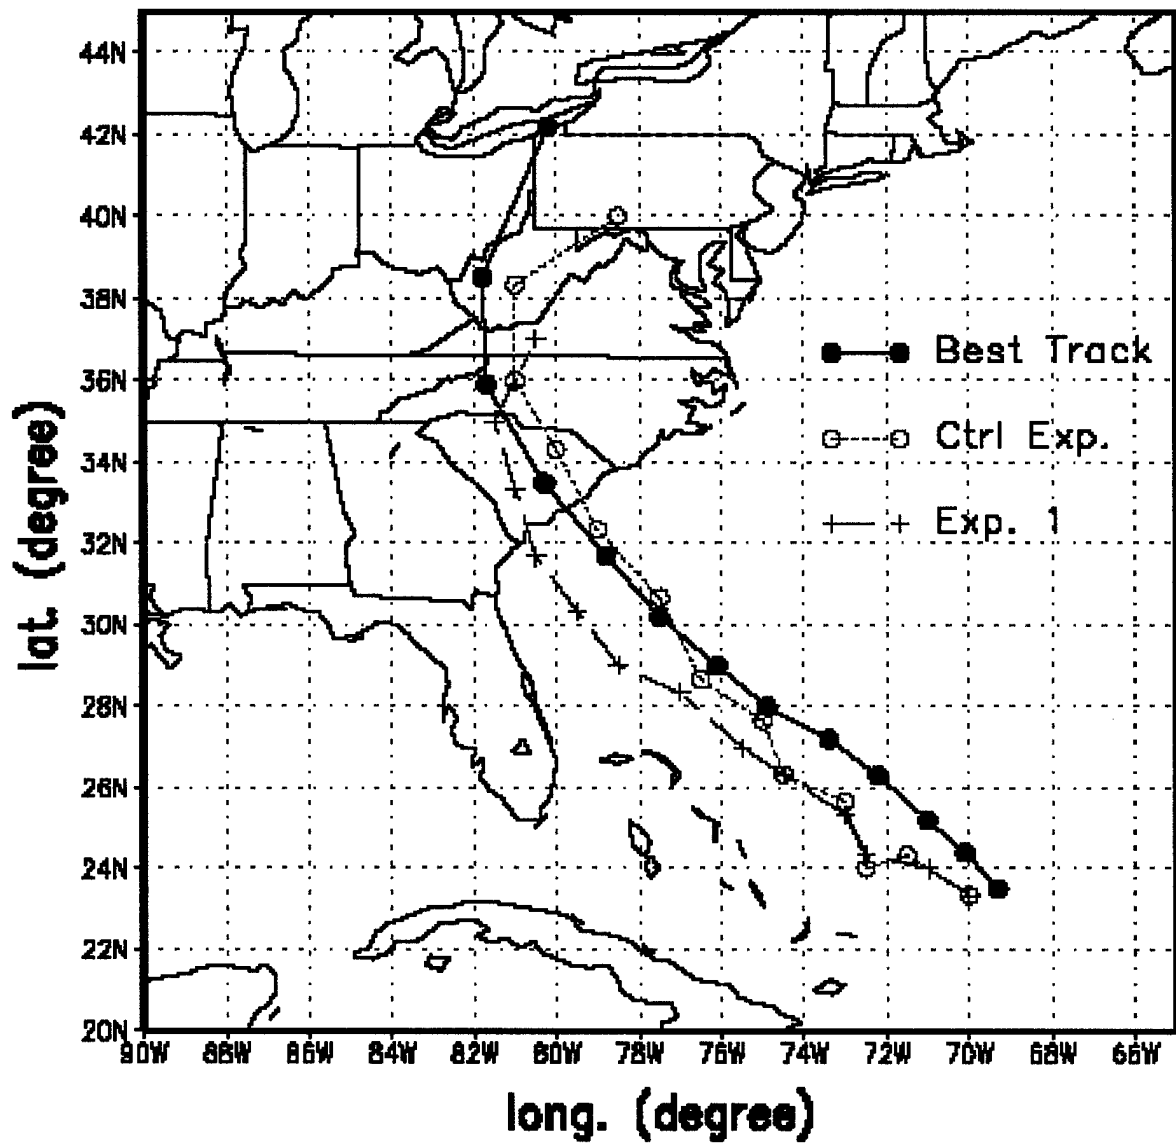 44N
42N
40N
38N
36N
34N
32N
30N
28N
26N
24N
22N
20N
lat. (degree)
Best Track
Ctrl Exp.
Exp. 1
90W 88W 86W 84W 82W 80W 78W 76W 74W 72W 70W 68W 66W
long. (degree)